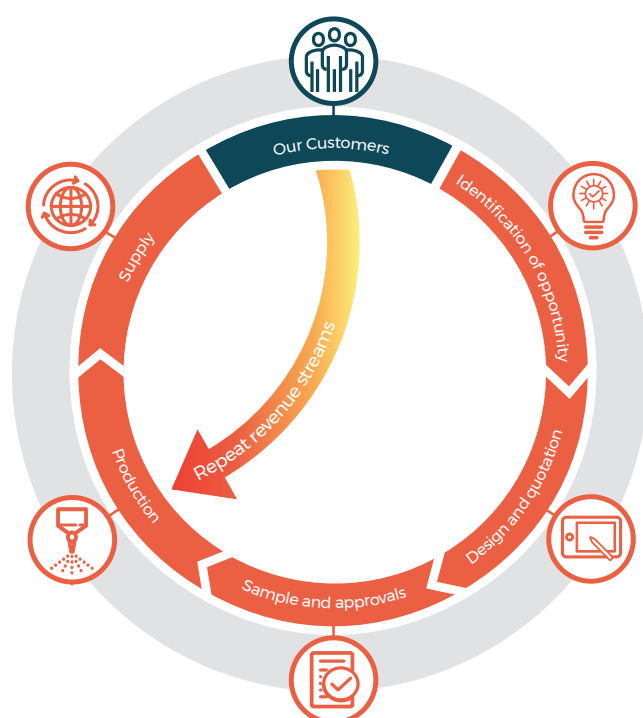 Our Customers
Identification of opportunity
Design and quotation
Sample and approvals
Production
Supply
Repeat revenue streams